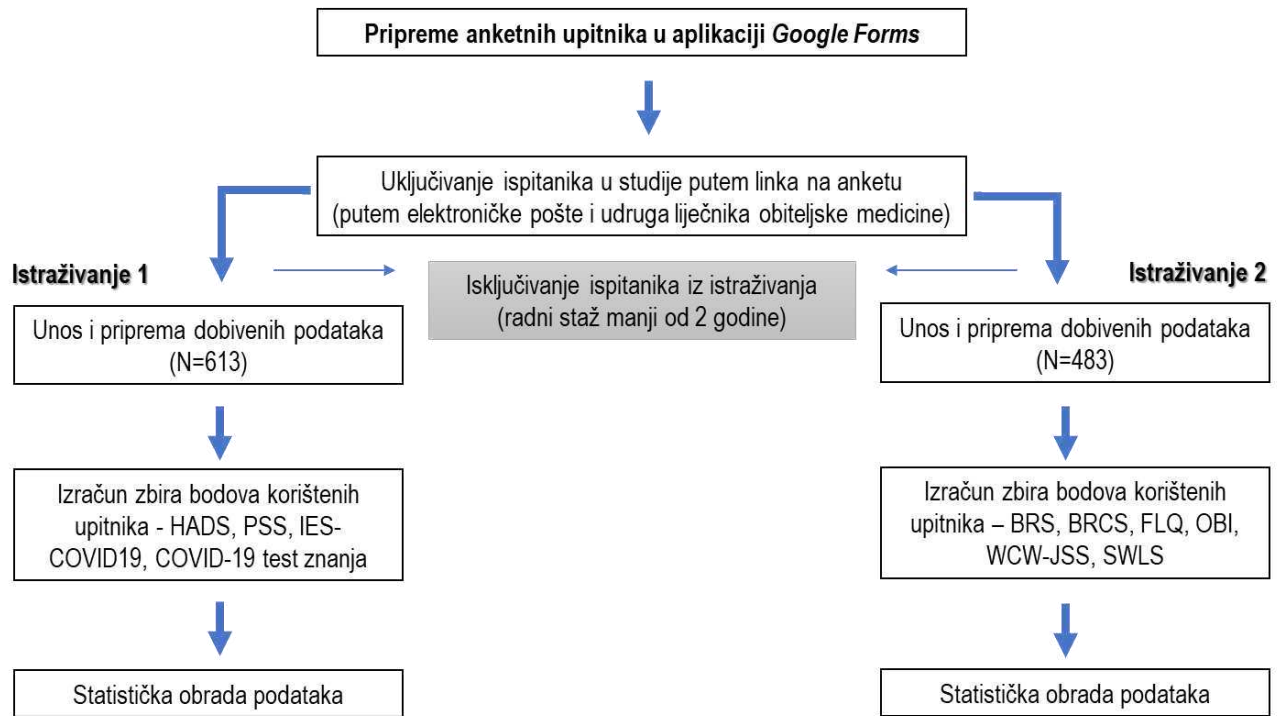 Pripreme anketnih upitnika u aplikaciji Google Forms
Uključivanje ispitanika u studije putem linka na anketu
(putem elektroničke pošte i udruga liječnika obiteljske medicine)
Istraživanje 1
Isključivanje ispitanika iz istraživanja
(radni staž manji od 2 godine)
Istraživanje 2
Unos i priprema dobivenih podataka
(N=613)
Unos i priprema dobivenih podataka
(N=483)
Izračun zbira bodova korištenih
upitnika - HADS, PSS, IES-
COVID19, COVID-19 test znanja
Izračun zbira bodova korištenih
upitnika – BRS, BRCS, FLQ, OBI,
WCW-JSS, SWLS
Statistička obrada podataka
Statistička obrada podataka